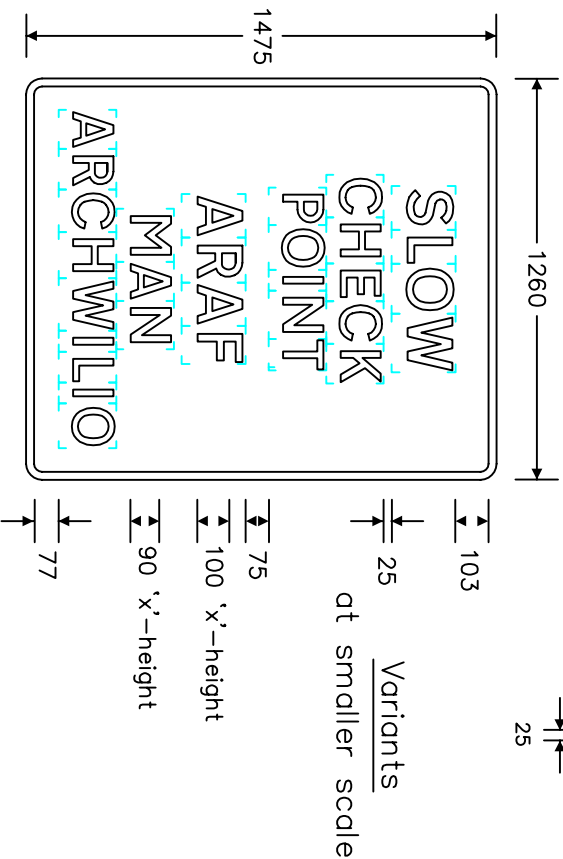 1260
1475
SLOW
CHECK
POINT
ARAF
MAN
ARCHWILIO
103
25
75
100 'x'-height
90 'x'-height
77
Variants
at smaller scale
25